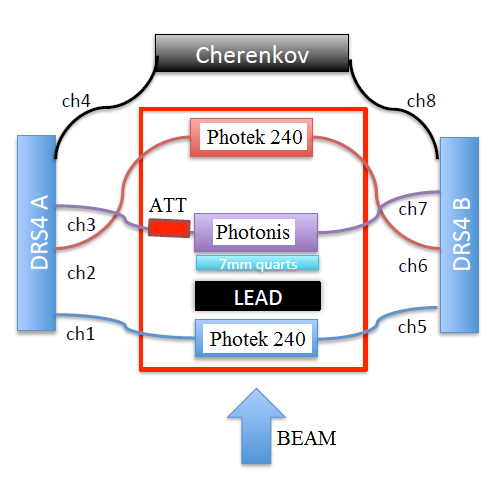 Cherenkov
ch4
ch8
Photek 240
DRS4 A
DRS4 B
ATT
ch3
Photonis
ch7
7mm quarts
ch2
ch6
LEAD
ch1
Photek 240
ch5
BEAM